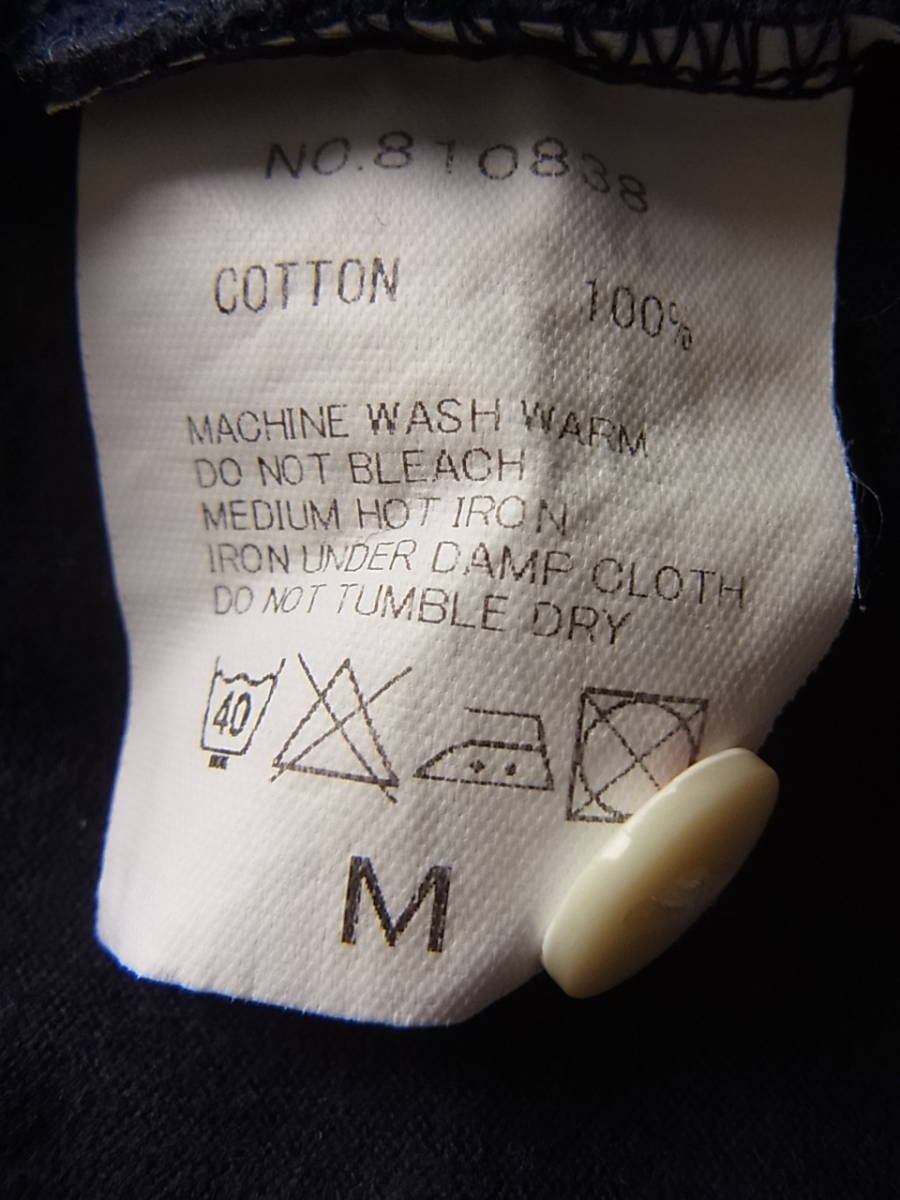 NO.810838
COTTON 100%
MACHINE WASH WARM
DO NOT BLEACH
MEDIUM HOT IRON
IRON UNDER DAMP CLOTH
DO NOT TUMBLE DRY
40
M